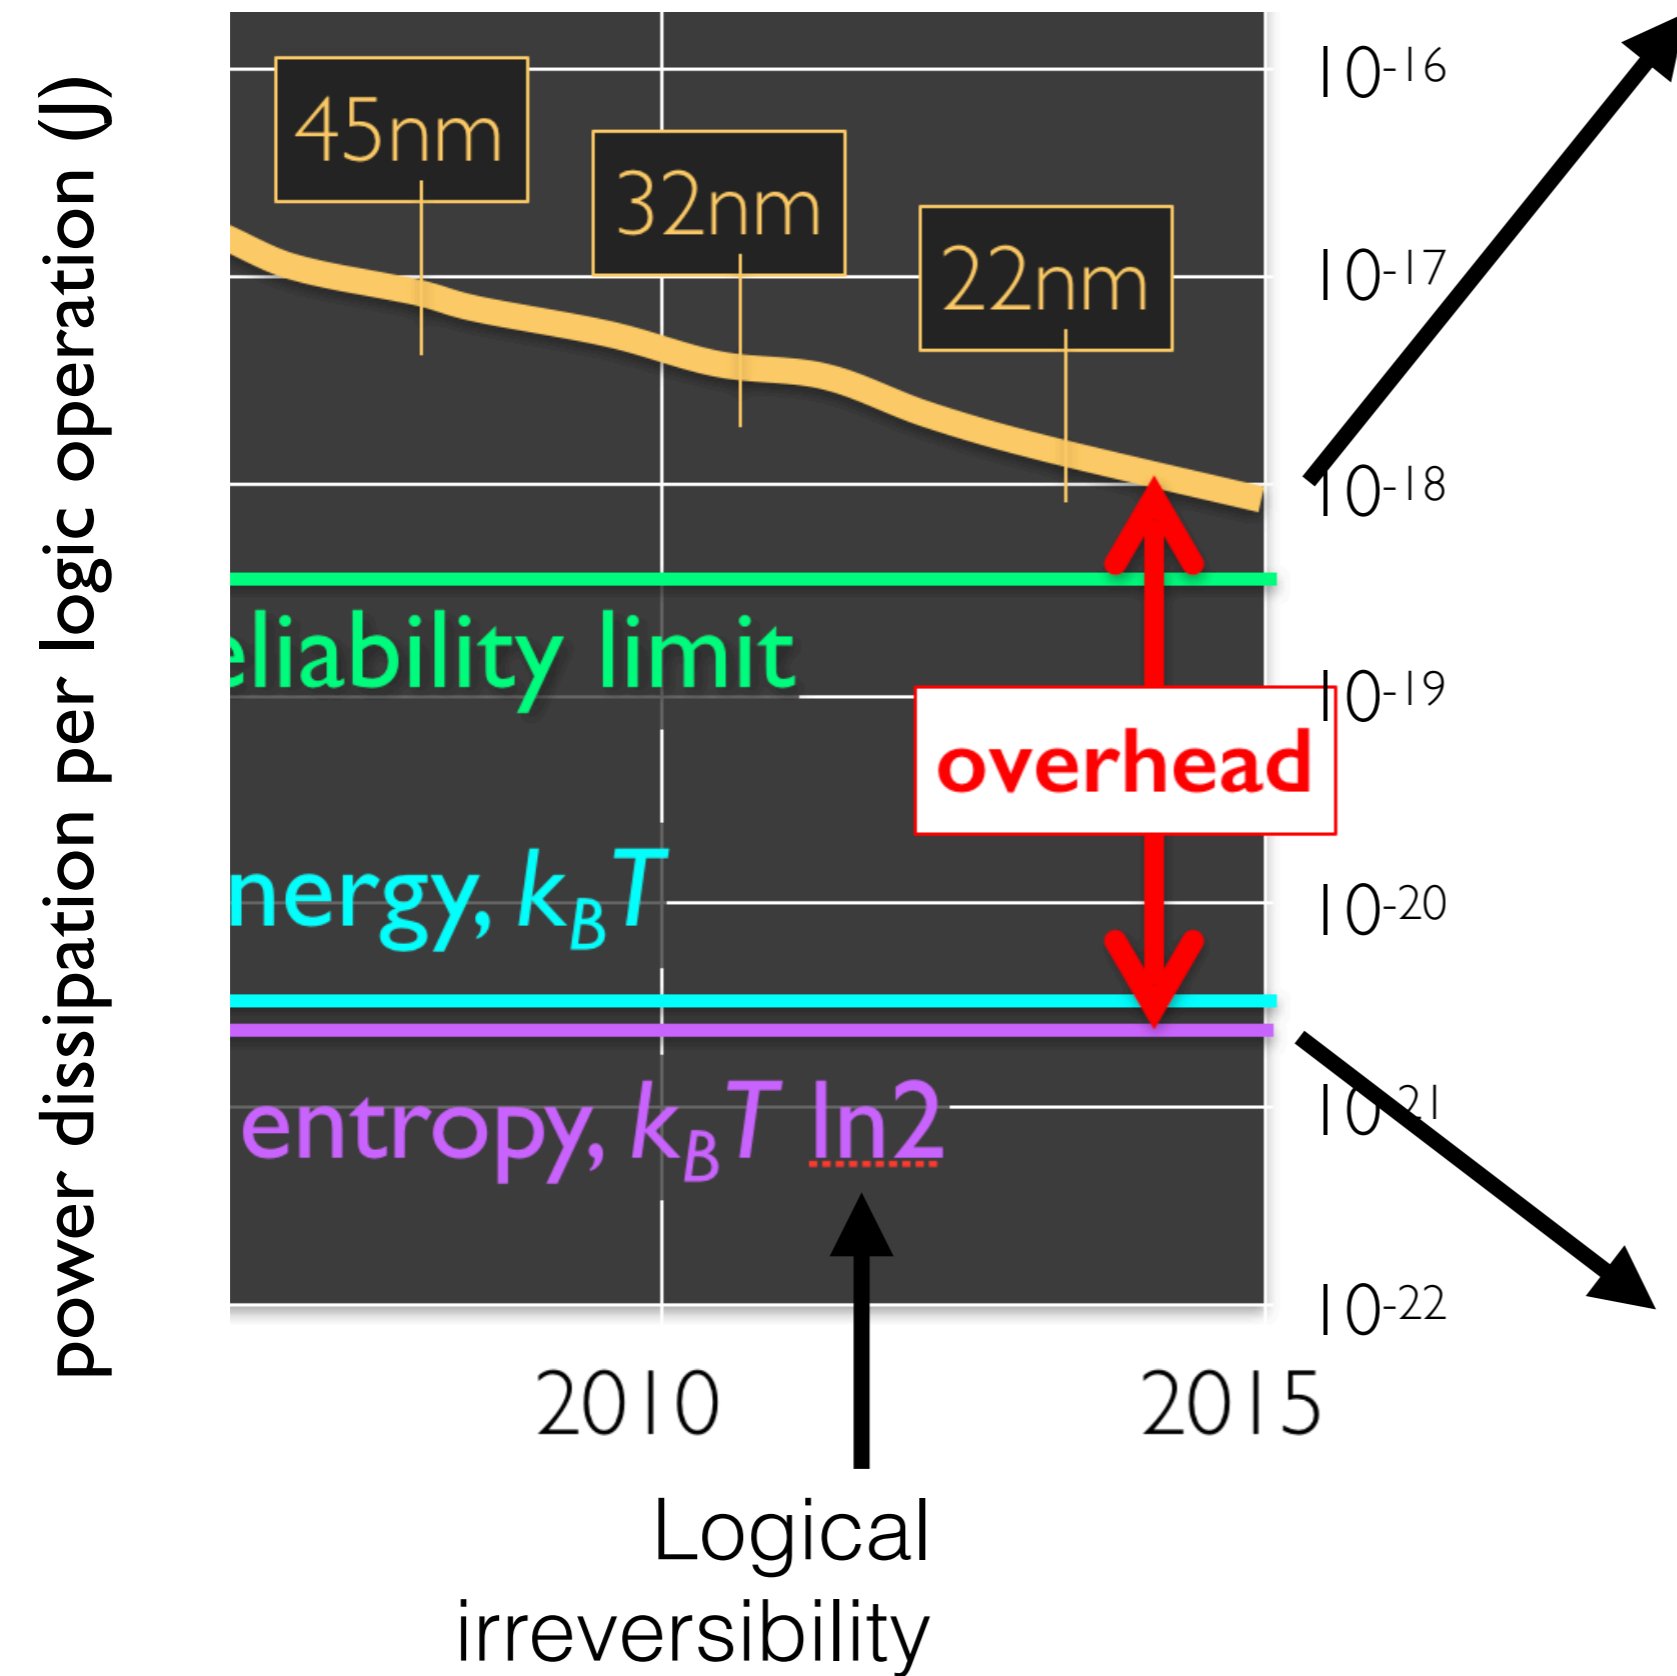 power dissipation per logic operation (J)
45nm
32nm
22nm
10-16
10-17
10-18
eliability limit
10-19
overhead
nergy, kBT
10-20
entropy, kBT ln2
10-21
10-22
2010
2015
Logical
irreversibility